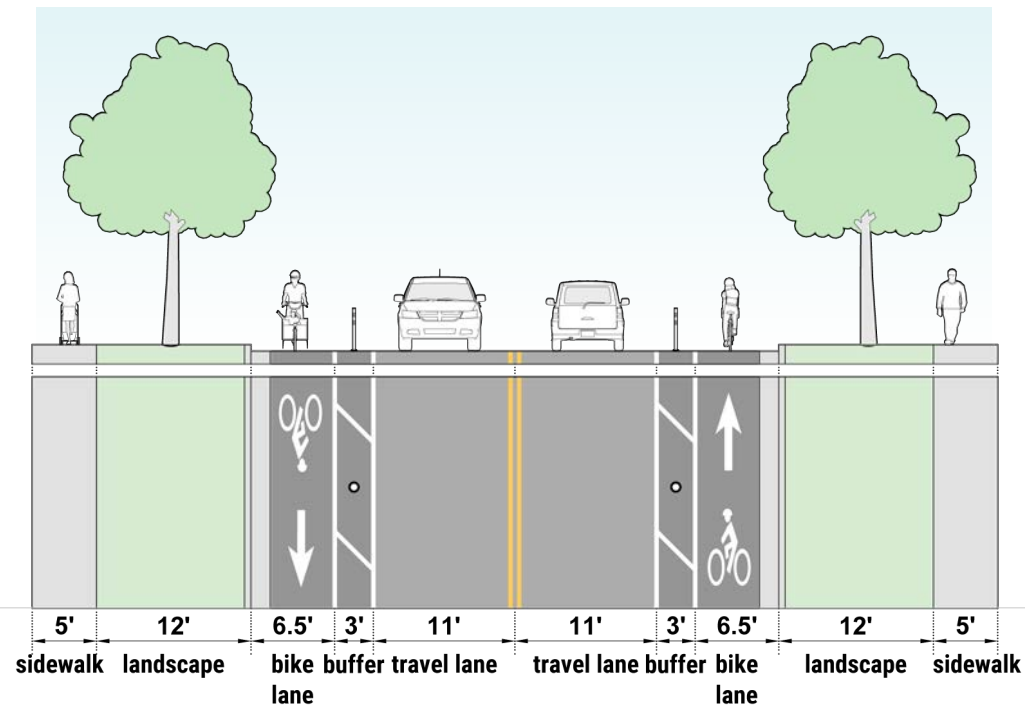 5' 12' 6.5' 3' 11' 11' 3' 6.5' 12' 5'
sidewalk landscape bike buffer travel lane travel lane buffer bike landscape sidewalk
lane lane